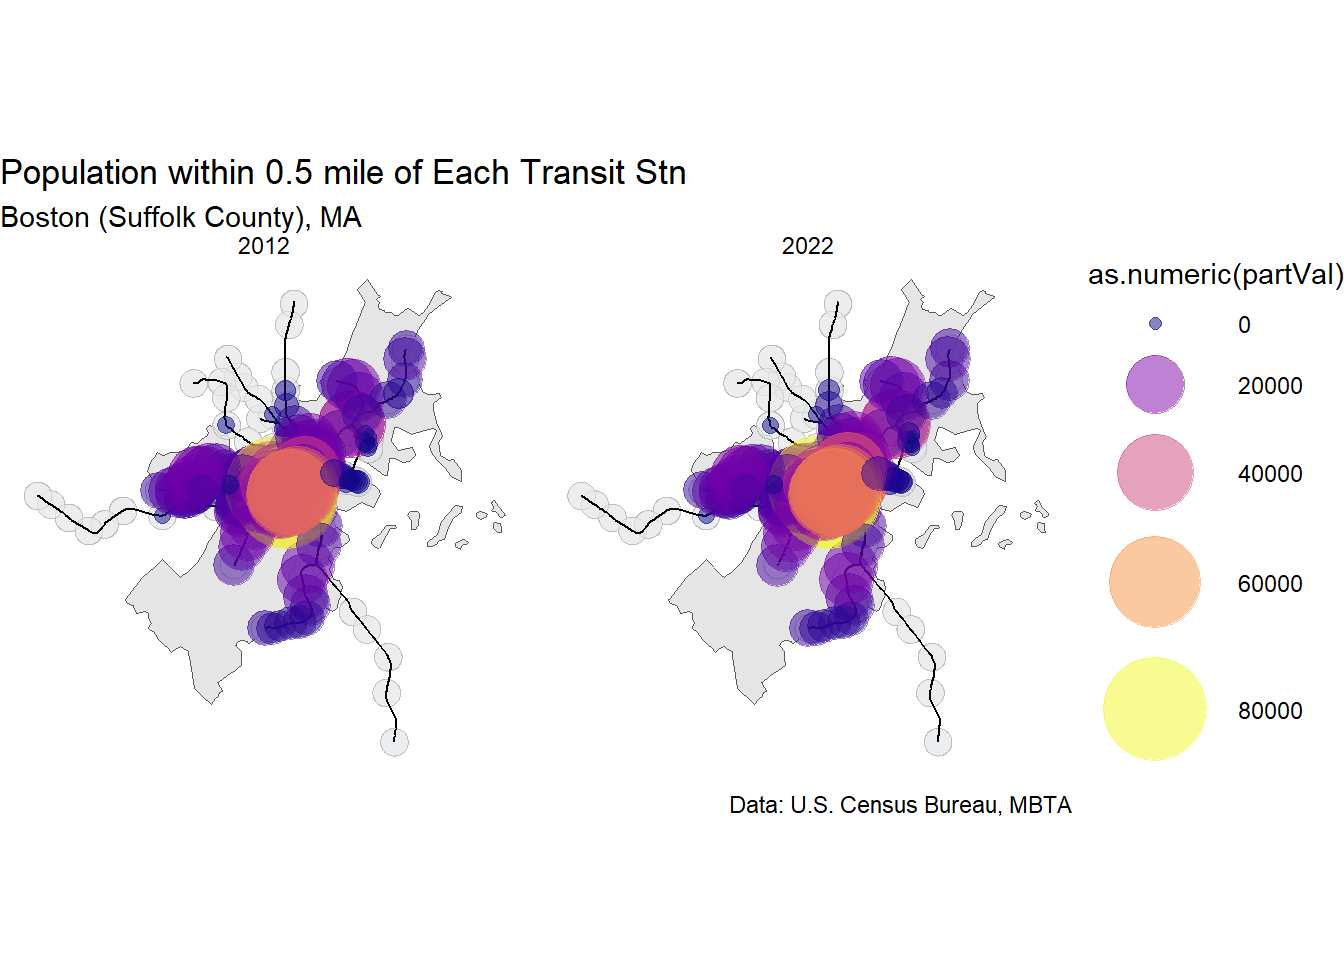 Population within 0.5 mile of Each Transit Stn
Boston (Suffolk County), MA
2012
2022
as.numeric(partVal)
0
20000
40000
60000
80000
Data: U.S. Census Bureau, MBTA